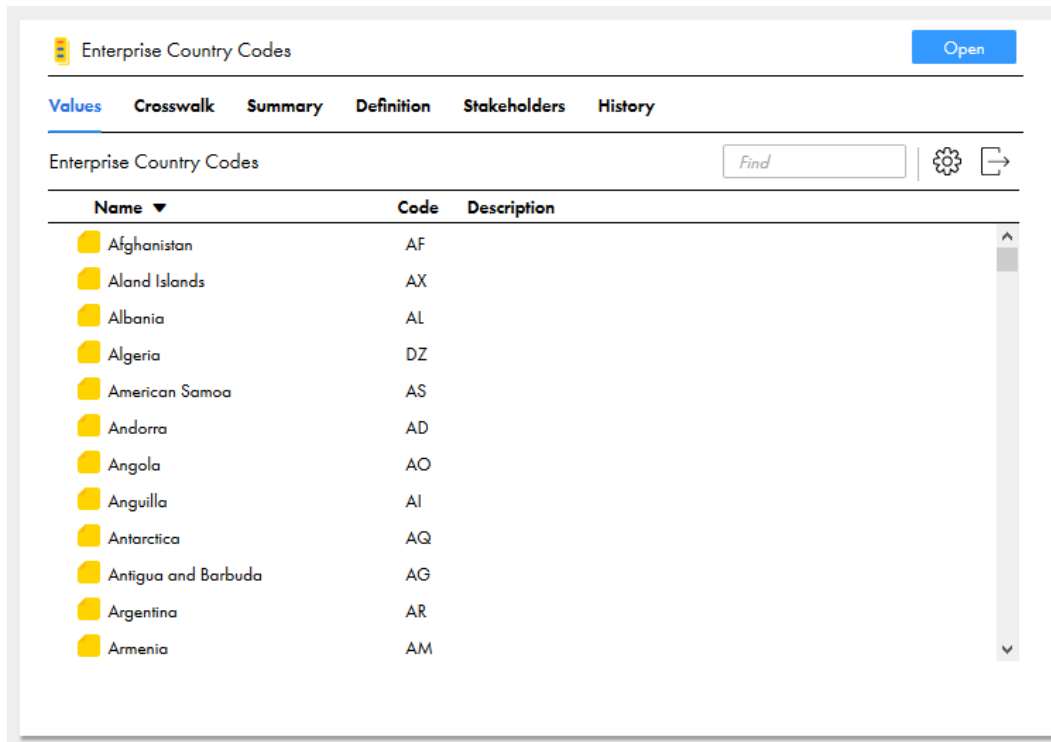 Enterprise Country Codes Open
Values Crosswalk Summary Definition Stakeholders History
Enterprise Country Codes Find
Name Code Description
Afghanistan AF
Aland Islands AX
Albania AL
Algeria DZ
American Samoa AS
Andorra AD
Angola AO
Anguilla AI
Antarctica AQ
Antigua and Barbuda AG
Argentina AR
Armenia AM